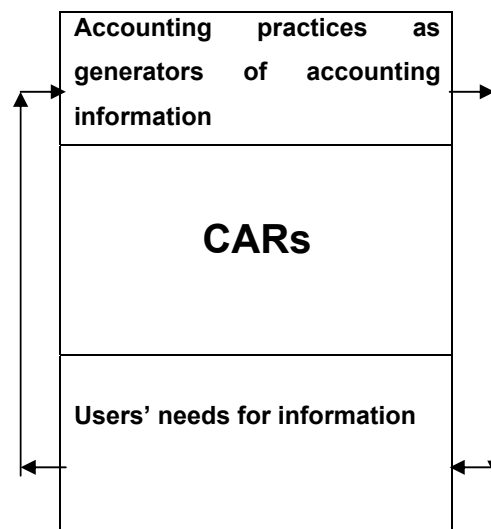 Accounting practices as
generators of accounting
information
CARs
Users’ needs for information